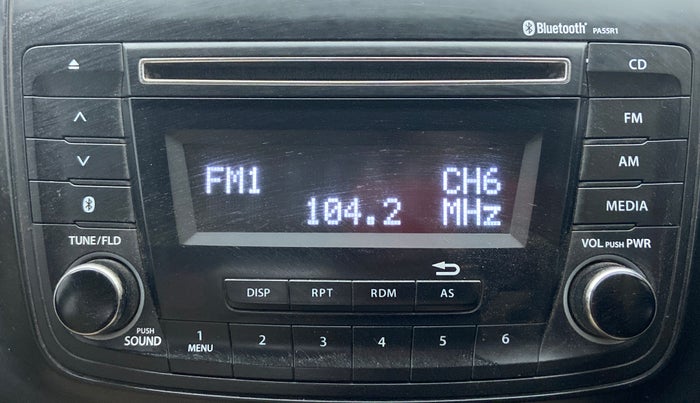 Bluetooth® PA55R1
CD
FM
AM
MEDIA
FM1 CH6
104.2 MHz
TUNE/FLD
VOL PUSH PWR
DISP RPT RDM AS
PUSH
SOUND
1 2 3 4 5 6
MENU